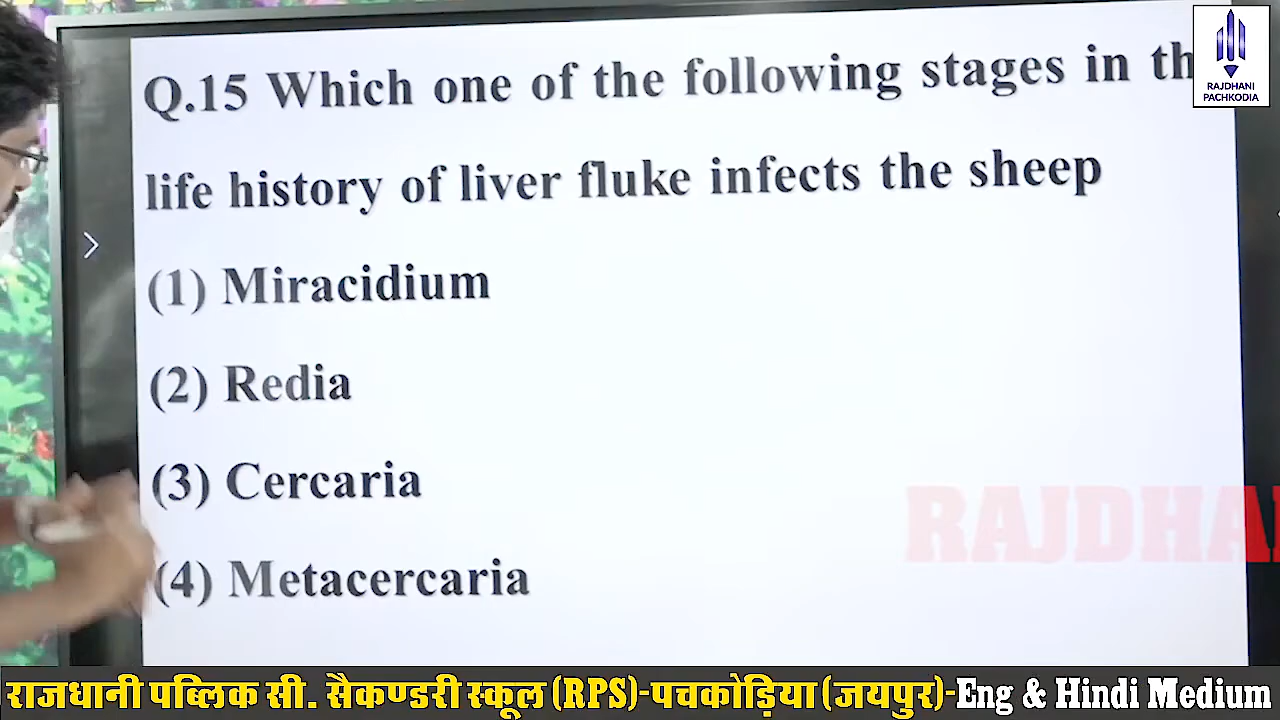 Q.15 Which one of the following stages in th
life history of liver fluke infects the sheep
(1) Miracidium
(2) Redia
(3) Cercaria
(4) Metacercaria
RAJDHANI
PACHKODIA
RAJDHA
राजधानी पब्लिक सी. सैकण्डरी स्कूल (RPS)-पचकोड़िया (जयपुर)-Eng & Hindi Medium